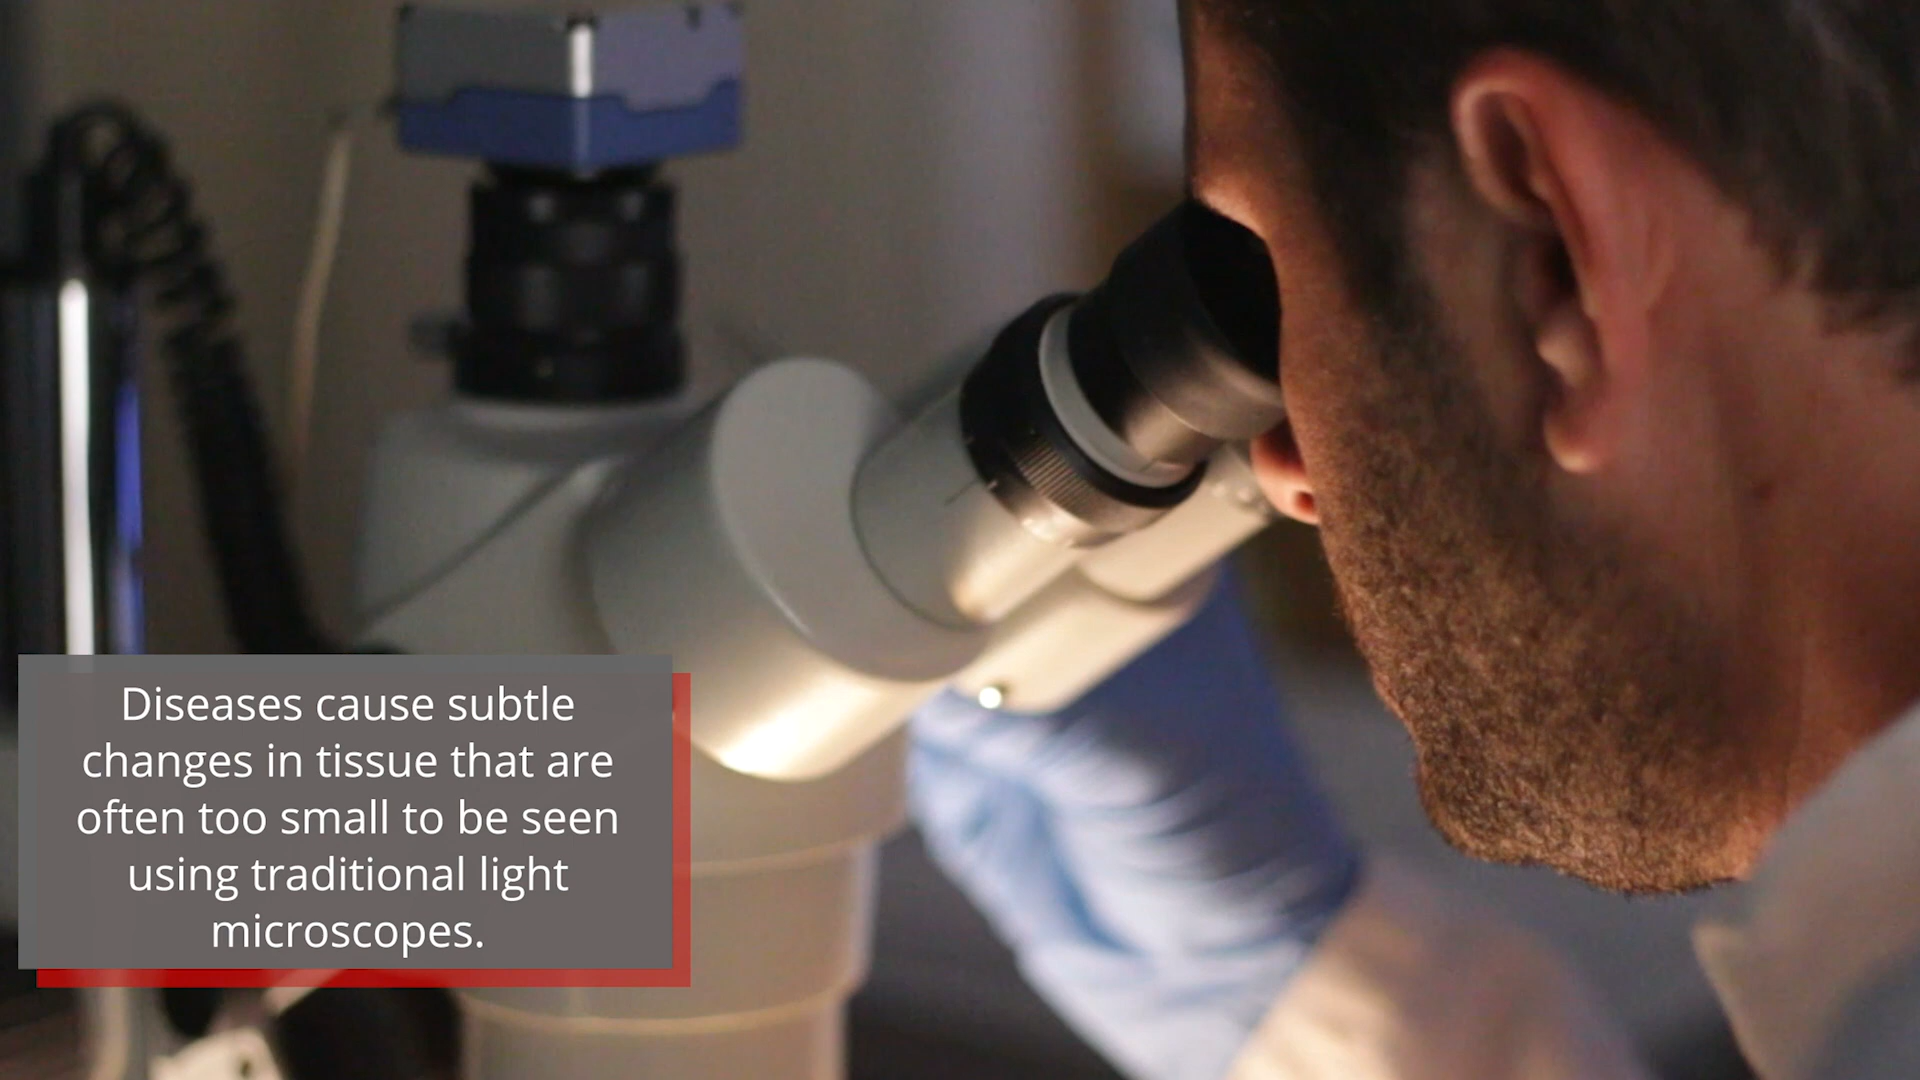 Diseases cause subtle
changes in tissue that are
often too small to be seen
using traditional light
microscopes.